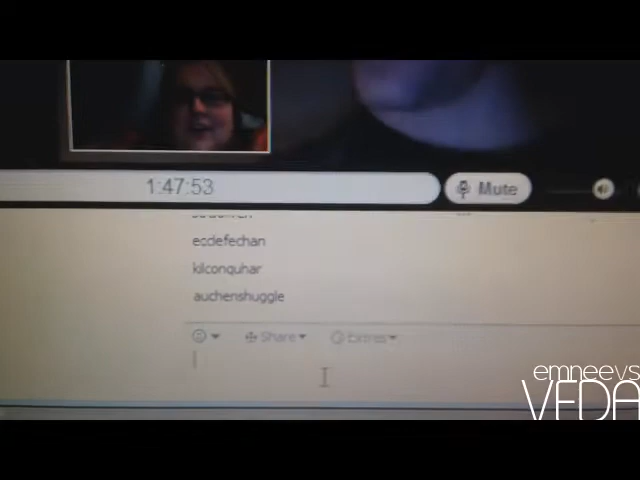 1:47:53
Mute
ecclefechan
kilconquhar
auchenshuggle
Share
Extras
emneevs
VEDA